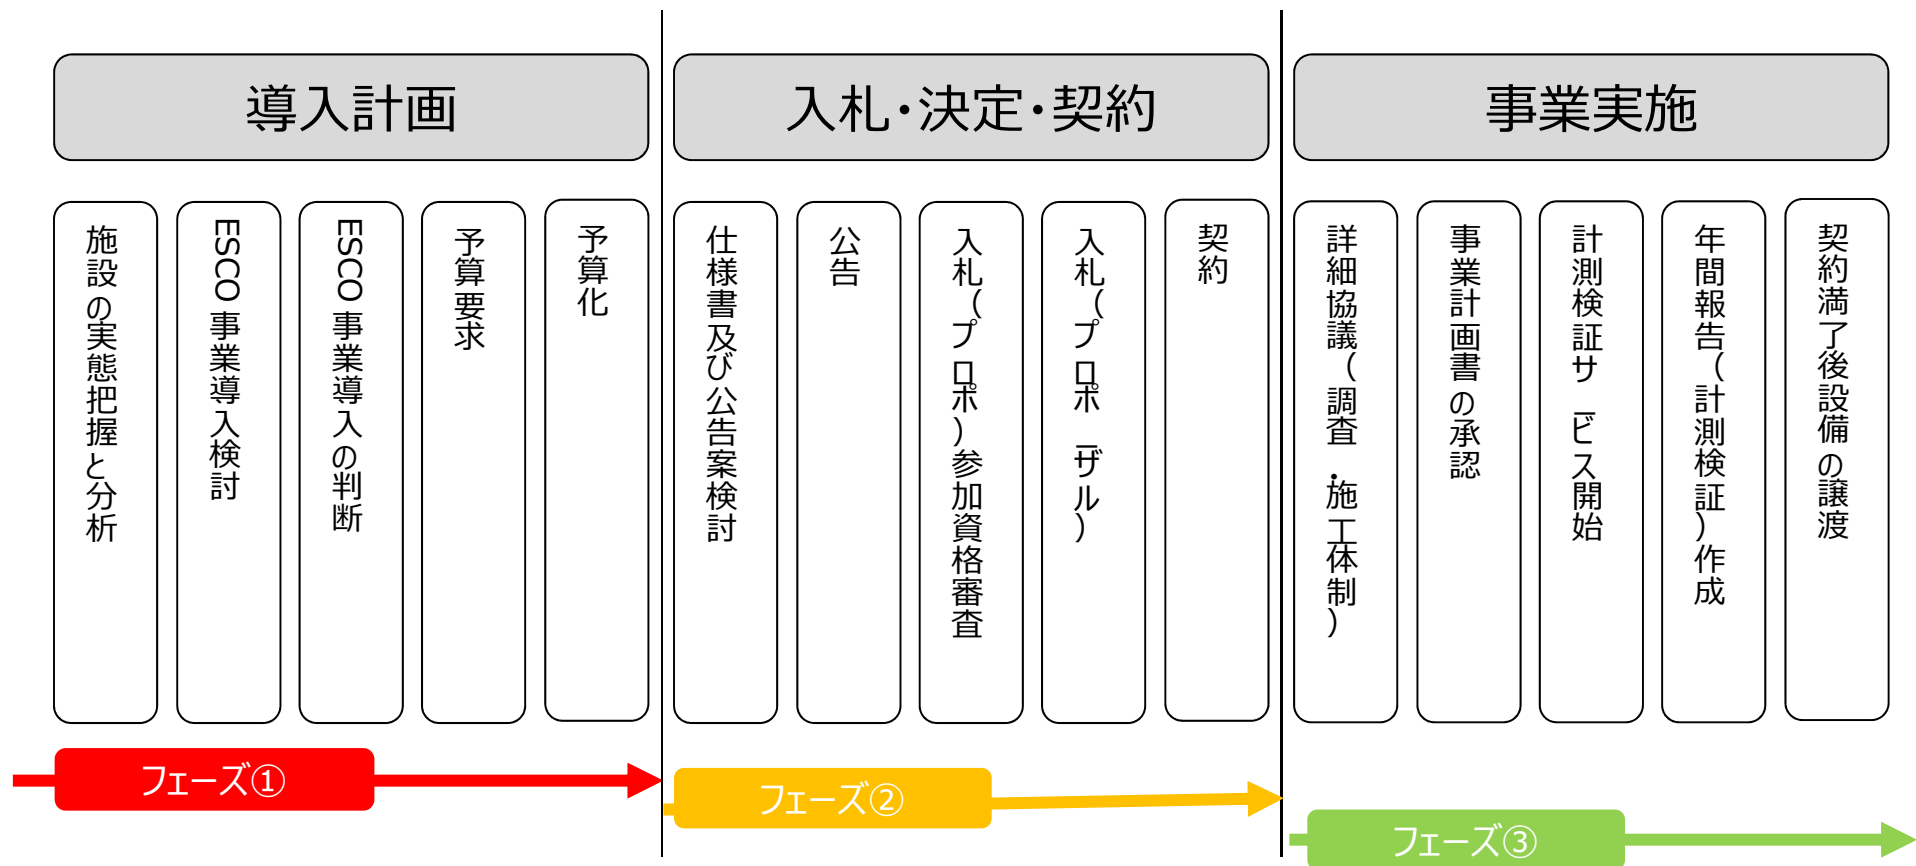 導入計画
入札・決定・契約
事業実施
施設の実態把握と分析
ESCO事業導入検討
ESCO事業導入の判断
予算要求
予算化
仕様書及び公告案検討
公告
入札（プロポ）参加資格審査
入札（プロポーザル）
契約
詳細協議（調査・施工体制）
事業計画書の承認
計測検証サービス開始
年間報告（計測検証）作成
契約満了後設備の譲渡
フェーズ①
フェーズ②
フェーズ③